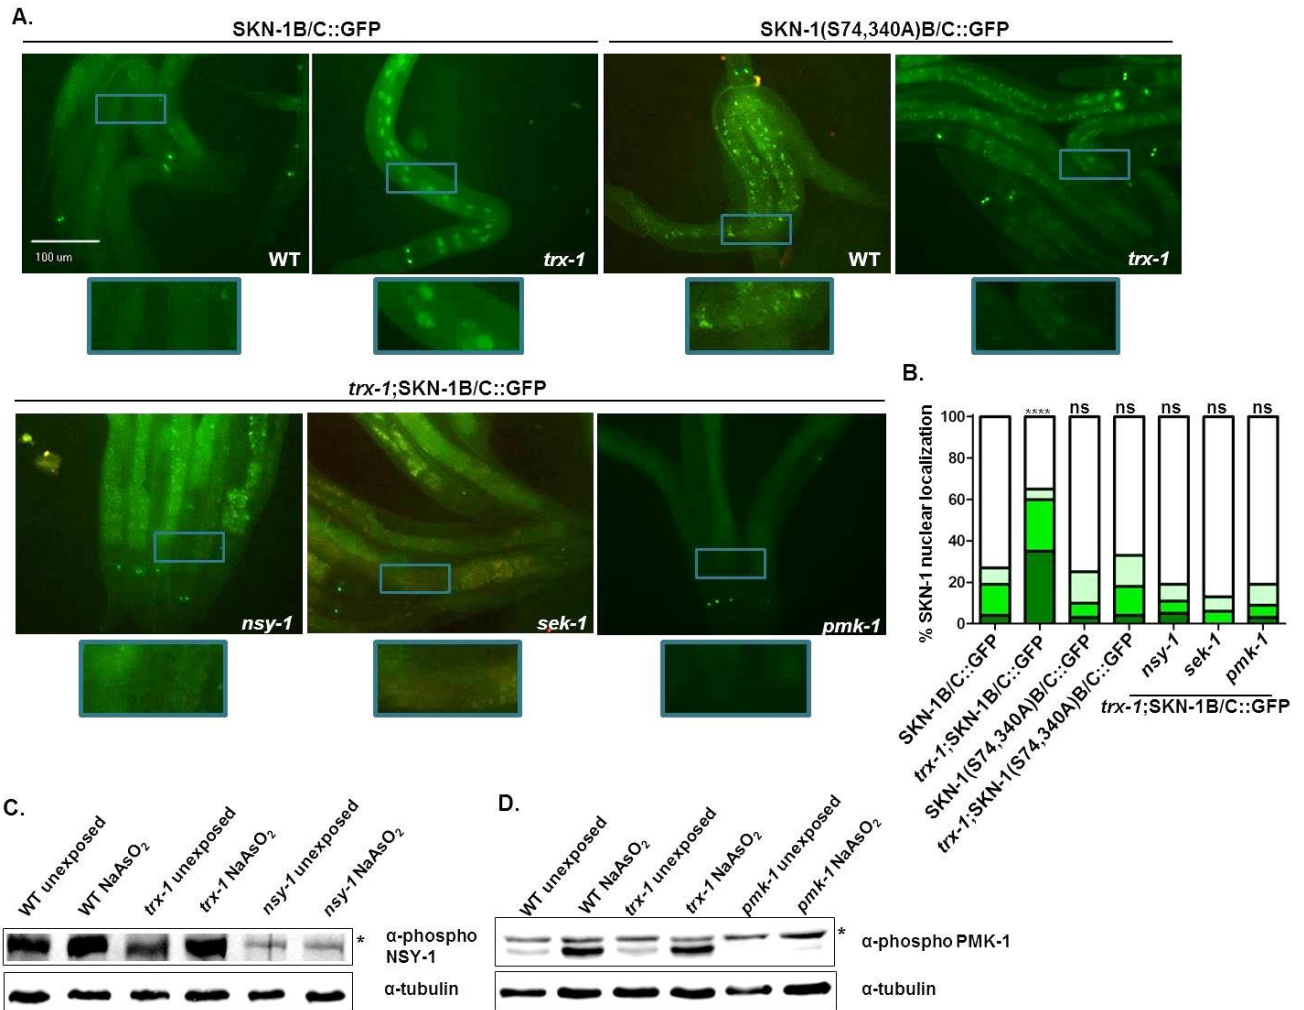 A.
SKN-1B/C::GFP
SKN-1(S74,340A)B/C::GFP
100 um
WT
trx-1
WT
trx-1
trx-1;SKN-1B/C::GFP
nsy-1
sek-1
pmk-1
B.
% SKN-1 nuclear localization
100
80
60
40
20
0
**** ns ns ns ns ns
SKN-1B/C::GFP
trx-1;SKN-1B/C::GFP
SKN-1(S74,340A)B/C::GFP
trx-1;SKN-1(S74,340A)B/C::GFP
nsy-1
sek-1
pmk-1
trx-1;SKN-1B/C::GFP
C.
WT unexposed
WT NaAsO₂
trx-1 unexposed
trx-1 NaAsO₂
nsy-1 unexposed
nsy-1 NaAsO₂
*
α-phospho
NSY-1
α-tubulin
D.
WT unexposed
WT NaAsO₂
trx-1 unexposed
trx-1 NaAsO₂
pmk-1 unexposed
pmk-1 NaAsO₂
*
α-phospho PMK-1
α-tubulin